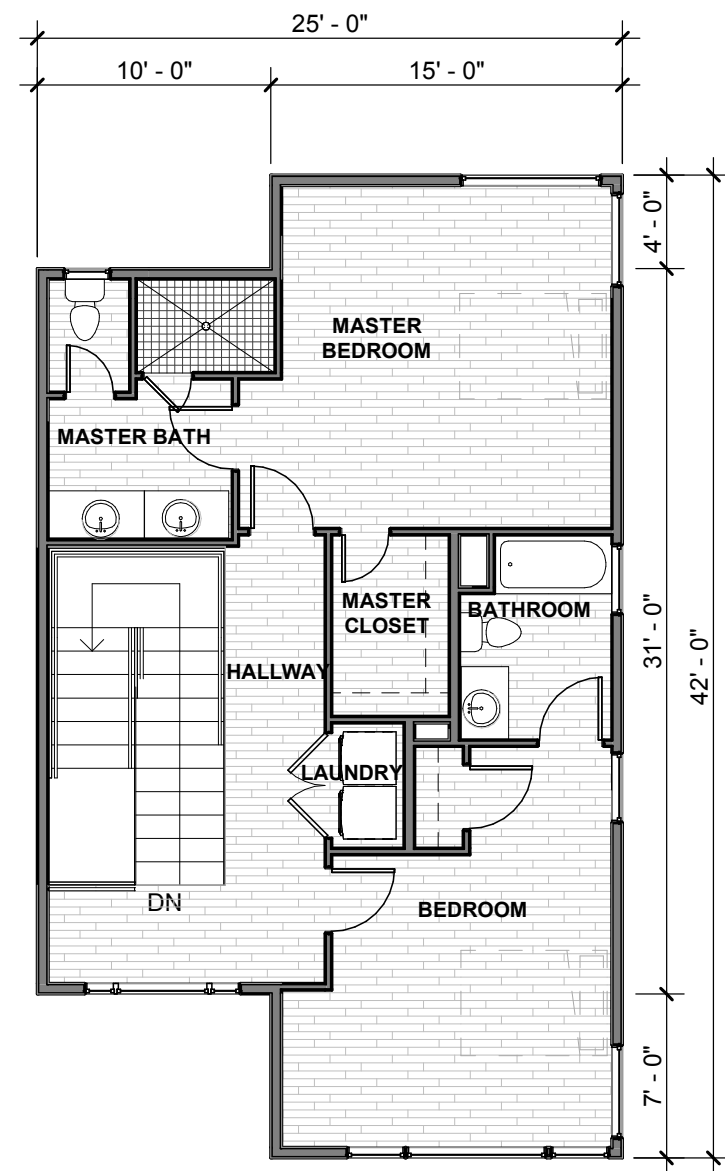 25' - 0"
10' - 0"
15' - 0"
4' - 0"
MASTER
BEDROOM
MASTER BATH
31' - 0"
42' - 0"
MASTER
CLOSET
BATHROOM
HALLWAY
LAUNDRY
DN
BEDROOM
7' - 0"